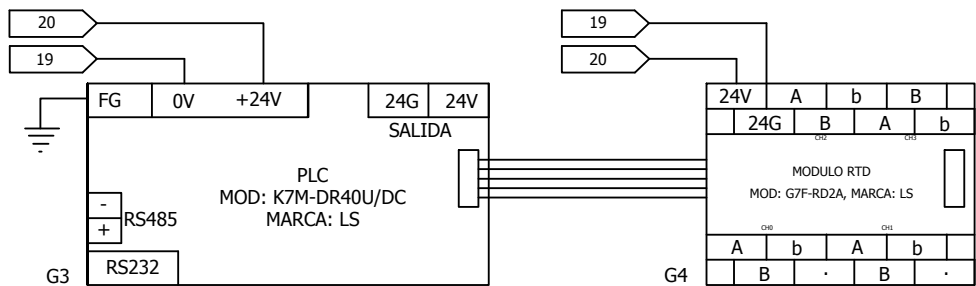 20
19
19
20
FG 0V +24V 24G 24V
SALIDA
PLC
MOD: K7M-DR40U/DC
MARCA: LS
-
+
RS485
RS232
G3
24V A b B
24G B A b
CH2 CH3
MODULO RTD
MOD: G7F-RD2A, MARCA: LS
CH0 CH1
A b A b
B · B ·
G4